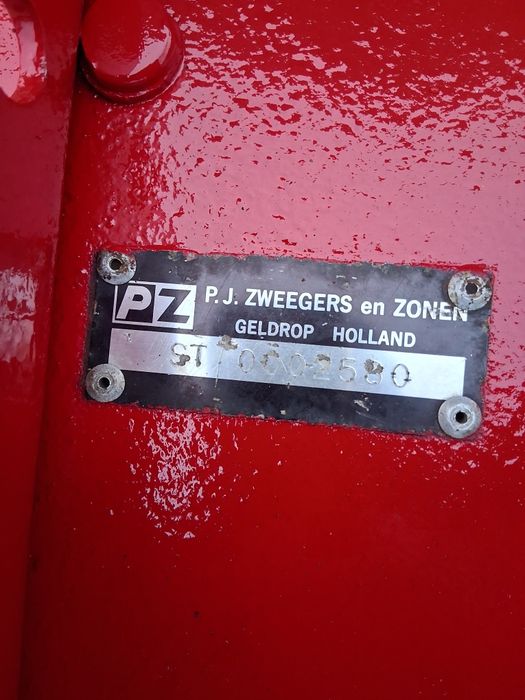 PZ P.J. ZWEEGERS en ZONEN
GELDROP HOLLAND
ST 0002580